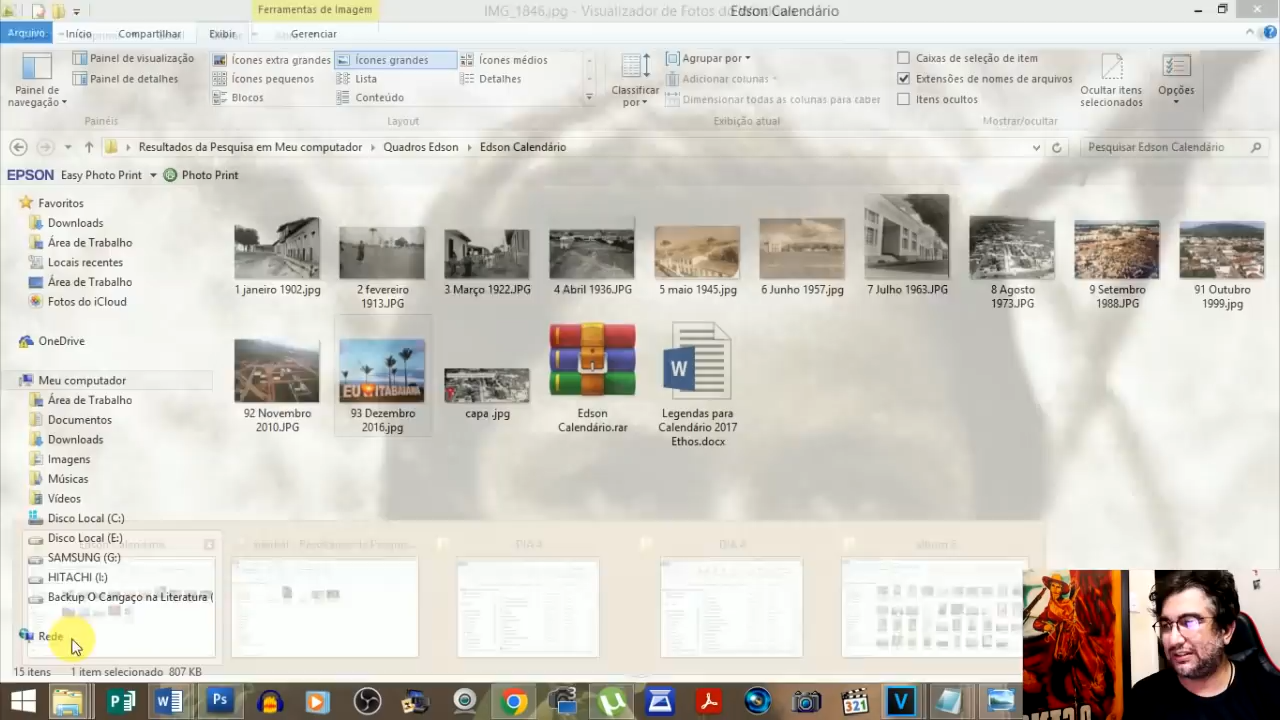 Ferramentas de Imagem
IMG_1846.jpg - Visualizador de Fotos do
Edson Calendário
Arquivo Início Compartilhar Exibir Gerenciar
Painel de navegação
Painel de visualização
Painel de detalhes
Painéis
Ícones extra grandes Ícones grandes Ícones médios
Ícones pequenos Lista Detalhes
Blocos Conteúdo
Layout
Classificar por
Agrupar por
Adicionar colunas
Dimensionar todas as colunas para caber
Exibição atual
Caixas de seleção de item
Extensões de nomes de arquivos
Itens ocultos
Ocultar itens selecionados
Opções
Mostrar/ocultar
Resultados da Pesquisa em Meu computador Quadros Edson Edson Calendário
Pesquisar Edson Calendário
EPSON Easy Photo Print Photo Print
Favoritos
Downloads
Área de Trabalho
Locais recentes
Área de Trabalho
Fotos do iCloud
OneDrive
Meu computador
Área de Trabalho
Documentos
Downloads
Imagens
Músicas
Vídeos
Disco Local (C:)
Disco Local (E:)
SAMSUNG (G:)
HITACHI (I:)
Backup O Cangaço na Literatura (
Rede
1 janeiro 1902.jpg
2 fevereiro 1913.JPG
3 Março 1922.JPG
4 Abril 1936.JPG
5 maio 1945.jpg
6 Junho 1957.jpg
7 Julho 1963.JPG
8 Agosto 1973.JPG
9 Setembro 1988.JPG
91 Outubro 1999.jpg
92 Novembro 2010.JPG
93 Dezembro 2016.jpg
capa .jpg
Edson Calendário.rar
Legendas para Calendário 2017 Ethos.docx
EU ITABAIANA
DIA 4
DIA 4
album 6
15 itens 1 item selecionado 807 KB
W
P
W
Ps
321
V